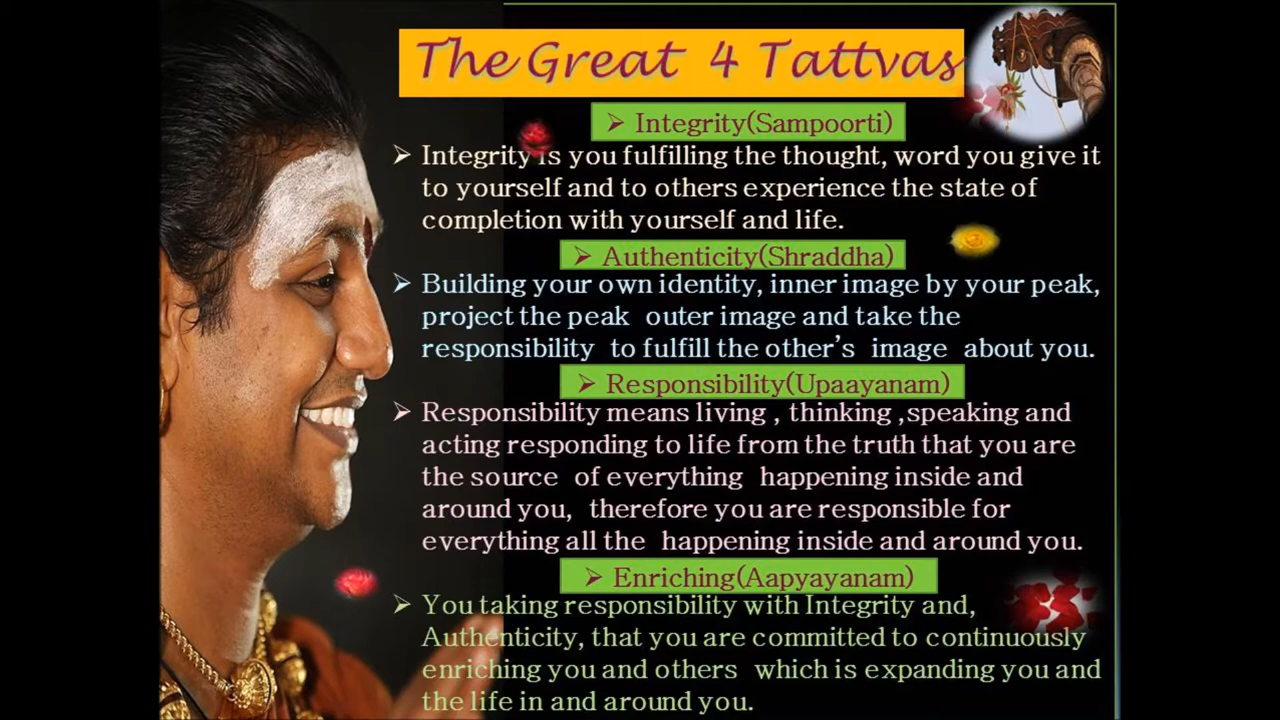 The Great 4 Tattvas
➢ Integrity(Sampoorti)
➢ Integrity is you fulfilling the thought, word you give it
to yourself and to others experience the state of
completion with yourself and life.
➢ Authenticity(Shraddha)
➢ Building your own identity, inner image by your peak,
project the peak outer image and take the
responsibility to fulfill the other's image about you.
➢ Responsibility(Upaayanam)
➢ Responsibility means living , thinking ,speaking and
acting responding to life from the truth that you are
the source of everything happening inside and
around you, therefore you are responsible for
everything all the happening inside and around you.
➢ Enriching(Aapyayanam)
➢ You taking responsibility with Integrity and,
Authenticity, that you are committed to continuously
enriching you and others which is expanding you and
the life in and around you.